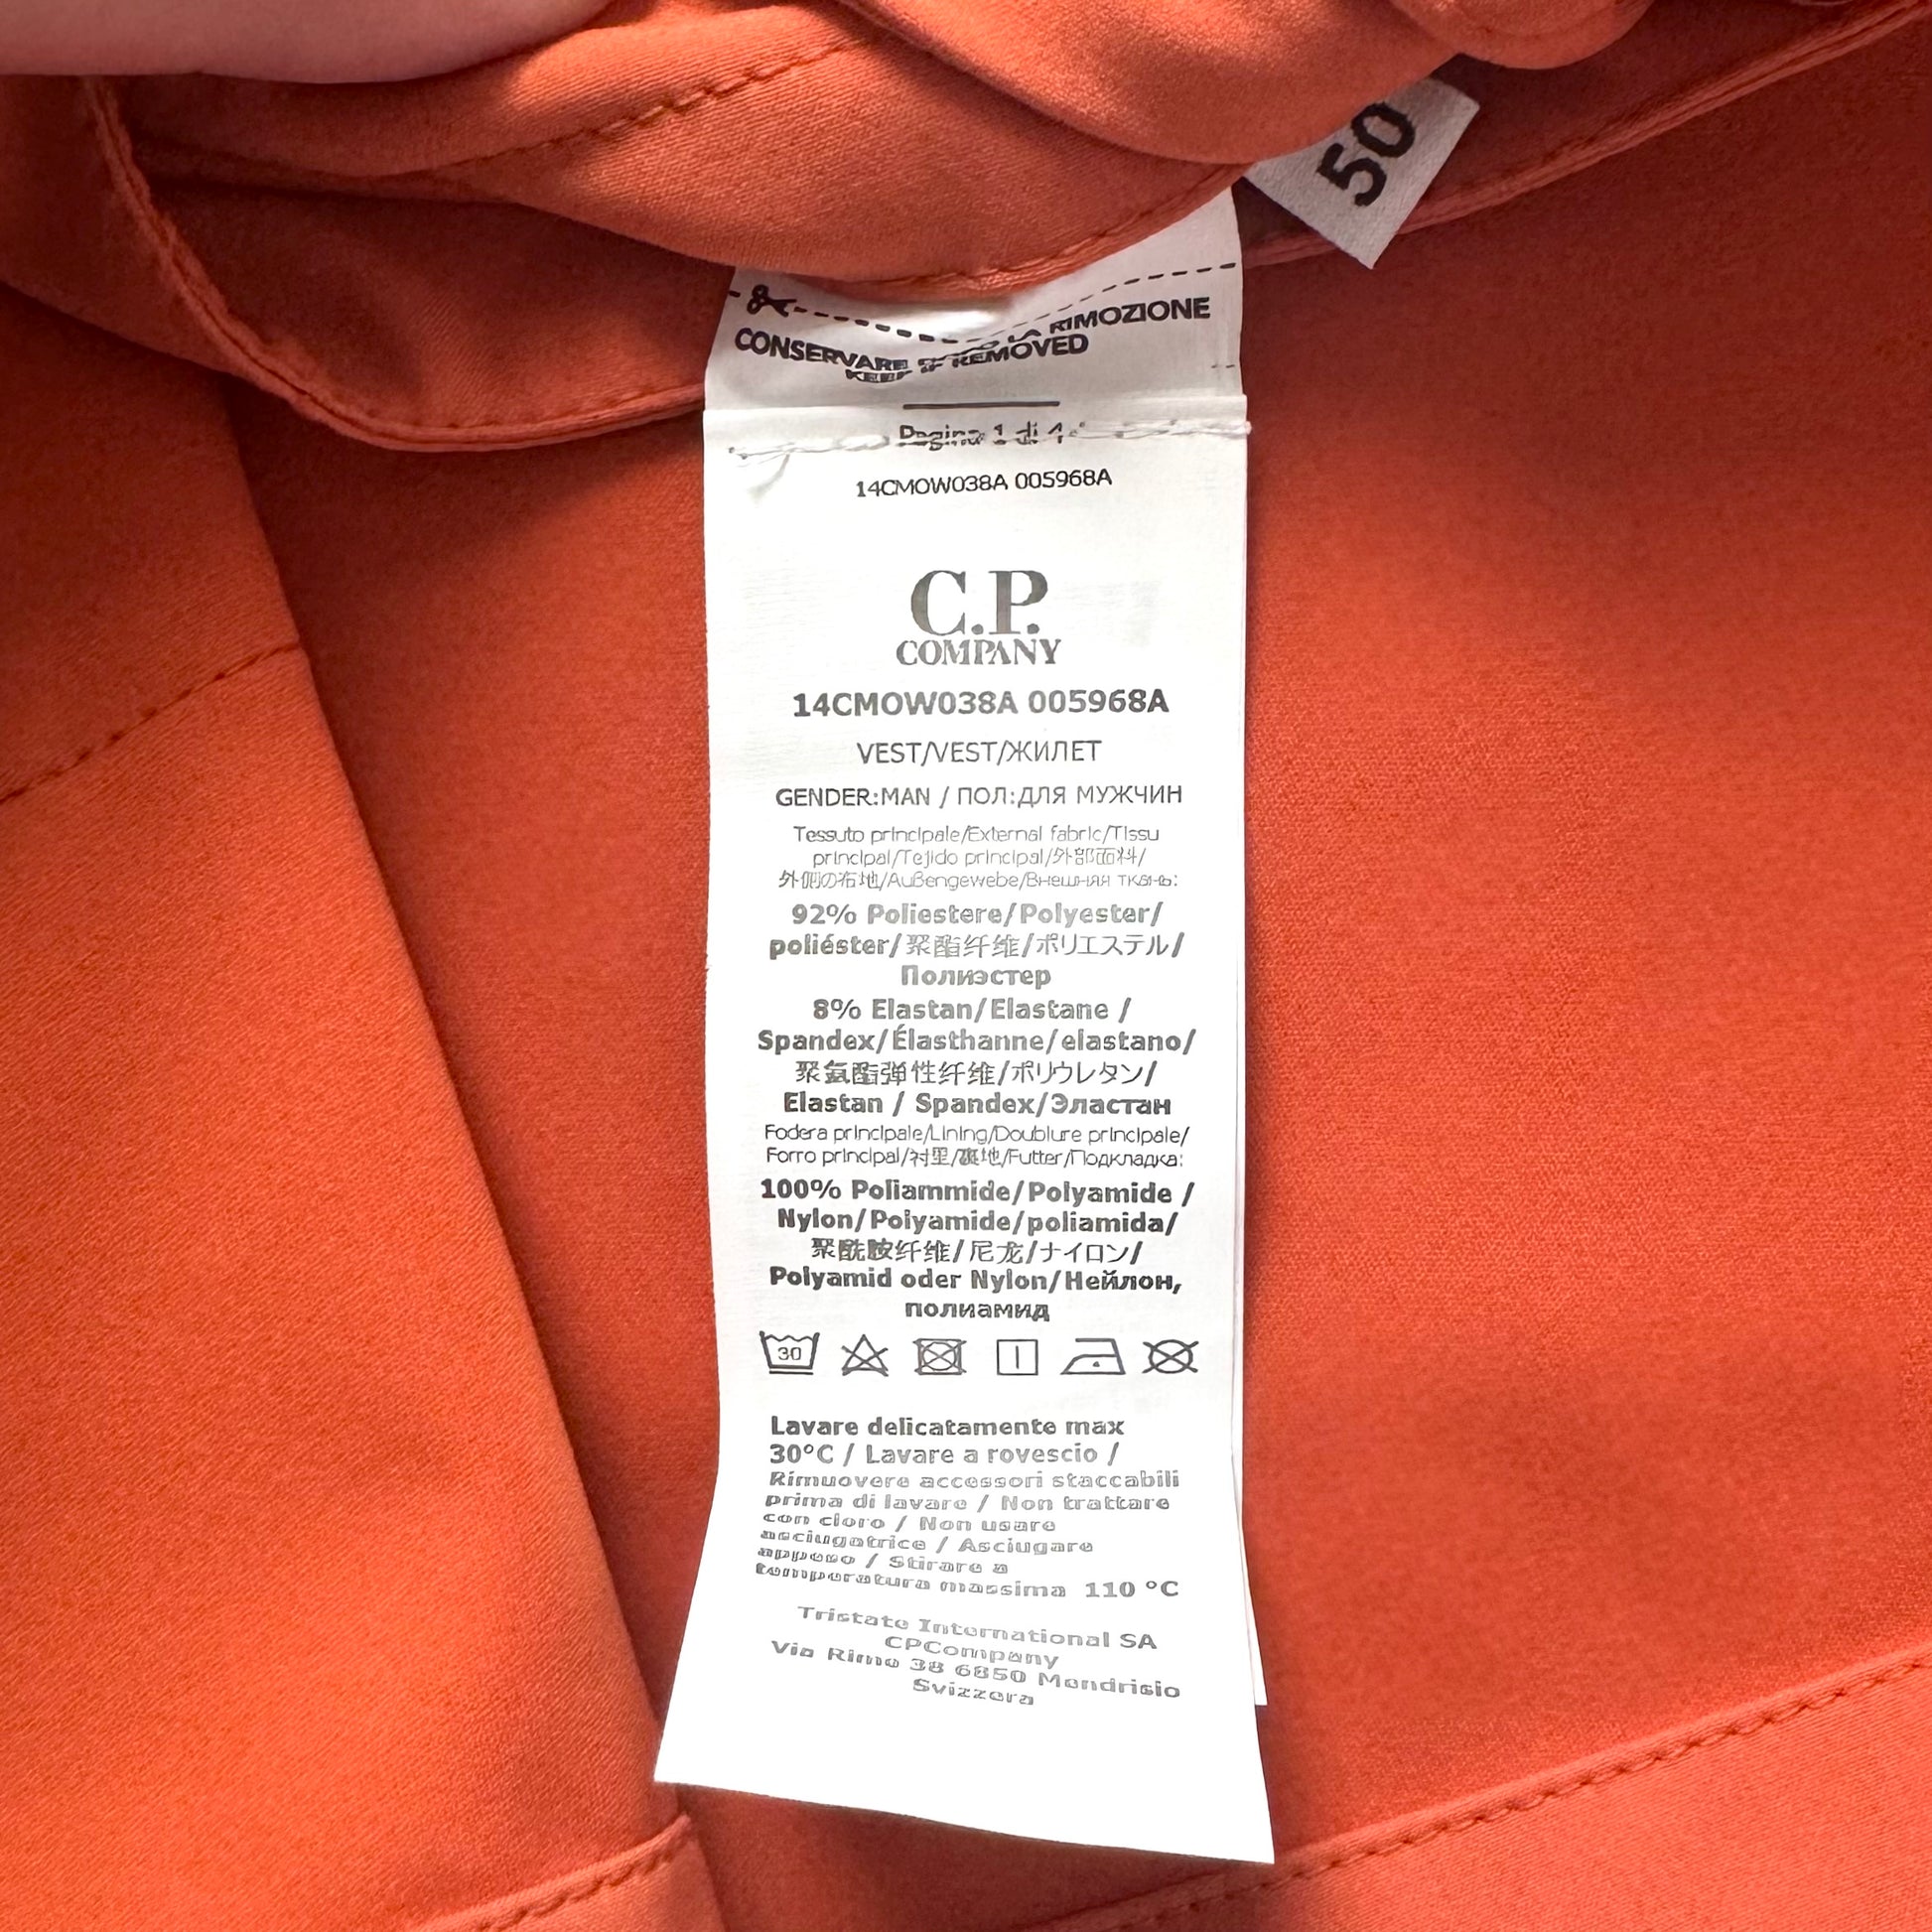 50
CONSERVARE LA RIMOZIONE
KEEP IF REMOVED
Pagina 1 di 4
14CMOW038A 005968A
C.P.
COMPANY
14CMOW038A 005968A
VEST/VEST/ЖИЛЕТ
GENDER:MAN / ПОЛ:ДЛЯ МУЖЧИН
Tessuto principale/External fabric/Tissu
principal/Tejido principal/外部面料/
外側の布地/Außengewebe/Внешняя ткань:
92% Poliestere/Polyester/
poliéster/聚酯纤维/ポリエステル/
Полиэстер
8% Elastan/Elastane /
Spandex/Élasthanne/elastano/
聚氨酯弹性纤维/ポリウレタン/
Elastan / Spandex/Эластан
Fodera principale/Lining/Doublure principale/
Forro principal/衬里/裏地/Futter/Подкладка:
100% Poliammide/Polyamide /
Nylon/Polyamide/poliamida/
聚酰胺纤维/尼龙/ナイロン/
Polyamid oder Nylon/Нейлон,
полиамид
30
Lavare delicatamente max
30°C / Lavare a rovescio /
Rimuovere accessori staccabili
prima di lavare / Non trattare
con cloro / Non usare
asciugatrice / Asciugare
appeso / Stirare a
temperatura massima 110 °C
Tristate International SA
CPCompany
Via Rime 38 6850 Mendrisio
Svizzera